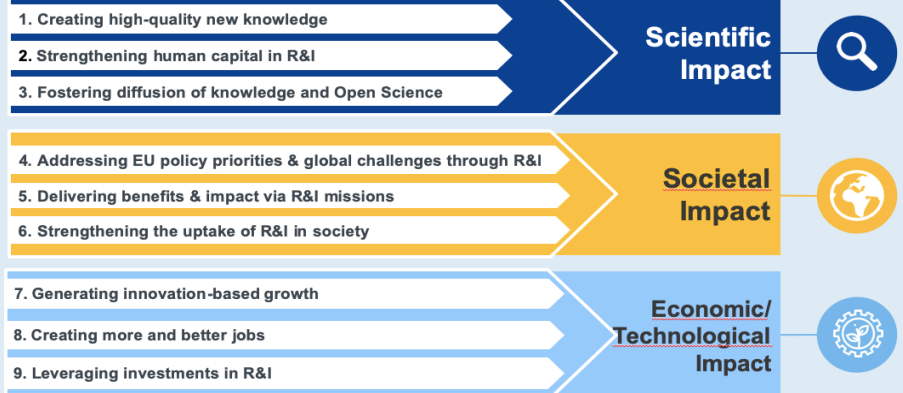 1. Creating high-quality new knowledge
2. Strengthening human capital in R&I
3. Fostering diffusion of knowledge and Open Science
Scientific
Impact
4. Addressing EU policy priorities & global challenges through R&I
5. Delivering benefits & impact via R&I missions
6. Strengthening the uptake of R&I in society
Societal
Impact
7. Generating innovation-based growth
8. Creating more and better jobs
9. Leveraging investments in R&I
Economic/
Technological
Impact